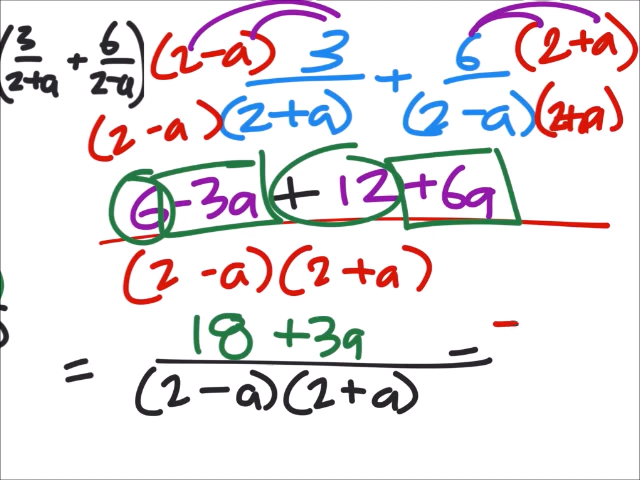 (3/(2+a) + 6/(2-a)) (2-a)3/(2-a)(2+a) + 6(2+a)/(2-a)(2+a)
6-3a+12+6a
(2-a)(2+a)
= 18+3a/(2-a)(2+a) =